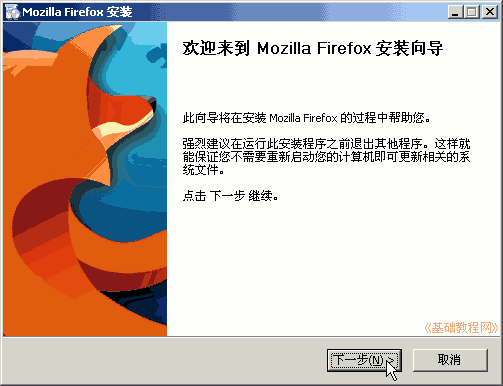 Mozilla Firefox 安装
欢迎来到 Mozilla Firefox 安装向导
此向导将在安装 Mozilla Firefox 的过程中帮助您。
强烈建议在运行此安装程序之前退出其他程序。这样就
能保证您不需要重新启动您的计算机即可更新相关的系
统文件。
点击 下一步 继续。
《基础教程网》
下一步(N) >
取消